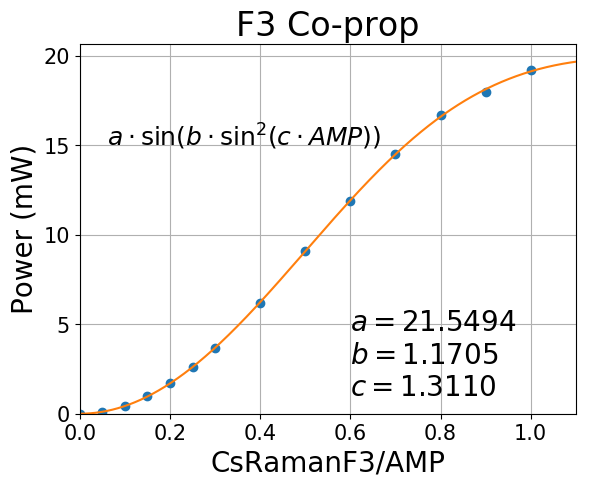 F3 Co-prop
20
15
10
5
0
Power (mW)
a · sin(b · sin²(c · AMP))
a = 21.5494
b = 1.1705
c = 1.3110
0.0 0.2 0.4 0.6 0.8 1.0
CsRamanF3/AMP